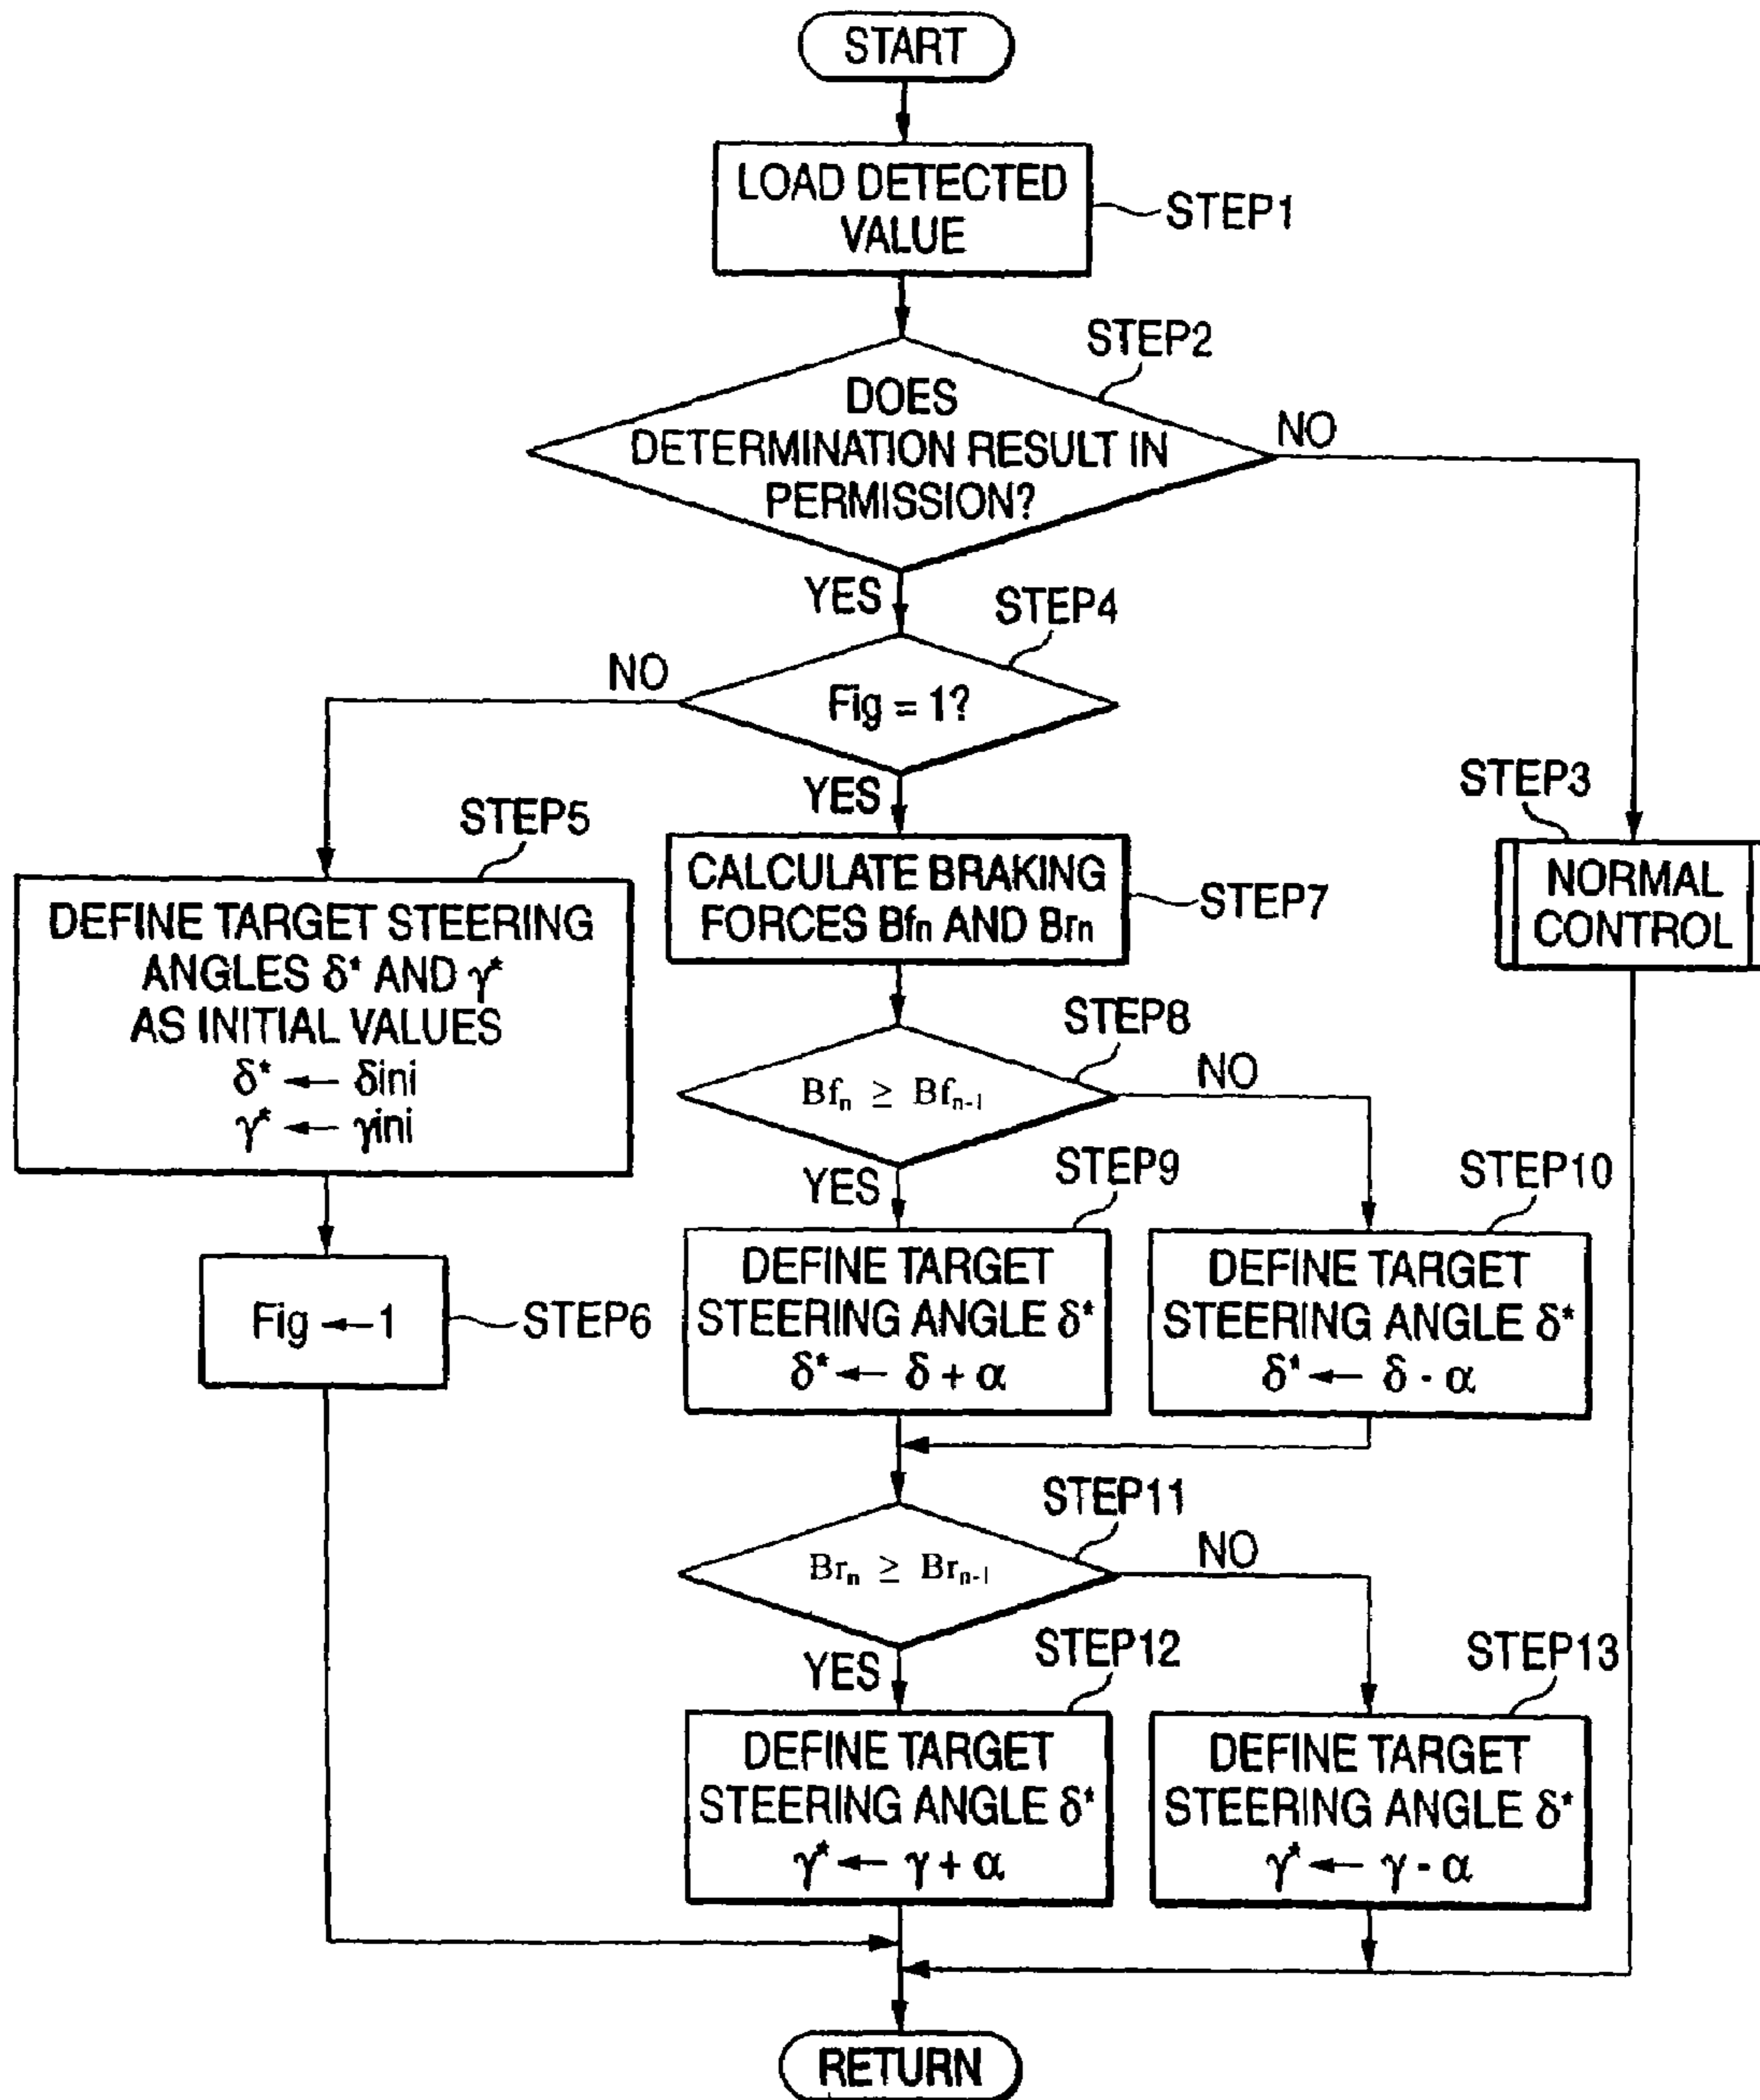 START
LOAD DETECTED
VALUE
STEP1
STEP2
DOES
DETERMINATION RESULT IN
PERMISSION?
NO
YES
STEP4
NO
Fig = 1?
YES
STEP3
NORMAL
CONTROL
STEP5
DEFINE TARGET STEERING
ANGLES δ* AND γ*
AS INITIAL VALUES
δ* ← δini
γ* ← γini
CALCULATE BRAKING
FORCES Bfn AND Brn
STEP7
STEP8
Bfn ≥ Bfn-1
NO
YES
STEP9
STEP10
Fig ← 1
STEP6
DEFINE TARGET
STEERING ANGLE δ*
δ* ← δ + α
DEFINE TARGET
STEERING ANGLE δ*
δ* ← δ - α
STEP11
Brn ≥ Brn-1
NO
YES
STEP12
STEP13
DEFINE TARGET
STEERING ANGLE δ*
γ* ← γ + α
DEFINE TARGET
STEERING ANGLE δ*
γ* ← γ - α
RETURN